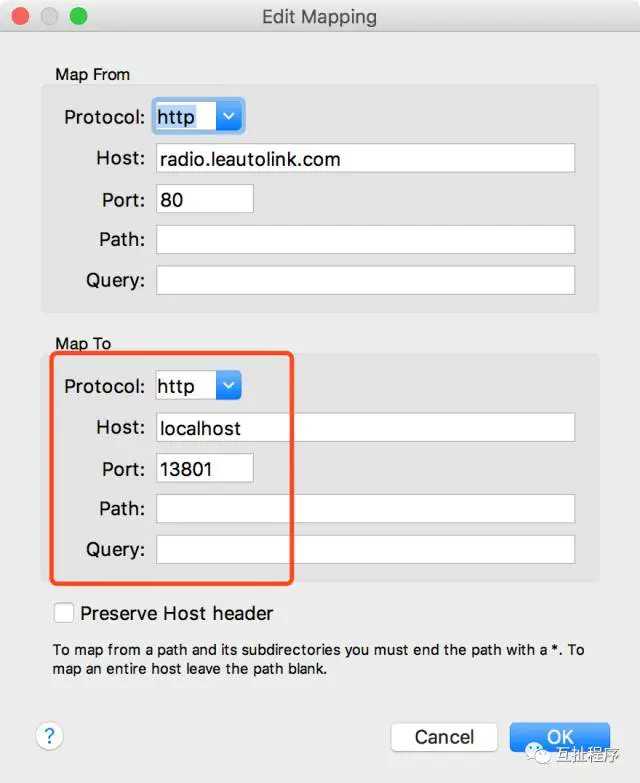 Edit Mapping
Map From
Protocol: http
Host: radio.leautolink.com
Port: 80
Path:
Query:
Map To
Protocol: http
Host: localhost
Port: 13801
Path:
Query:
Preserve Host header
To map from a path and its subdirectories you must end the path with a *. To
map an entire host leave the path blank.
? Cancel OK
互扯程序